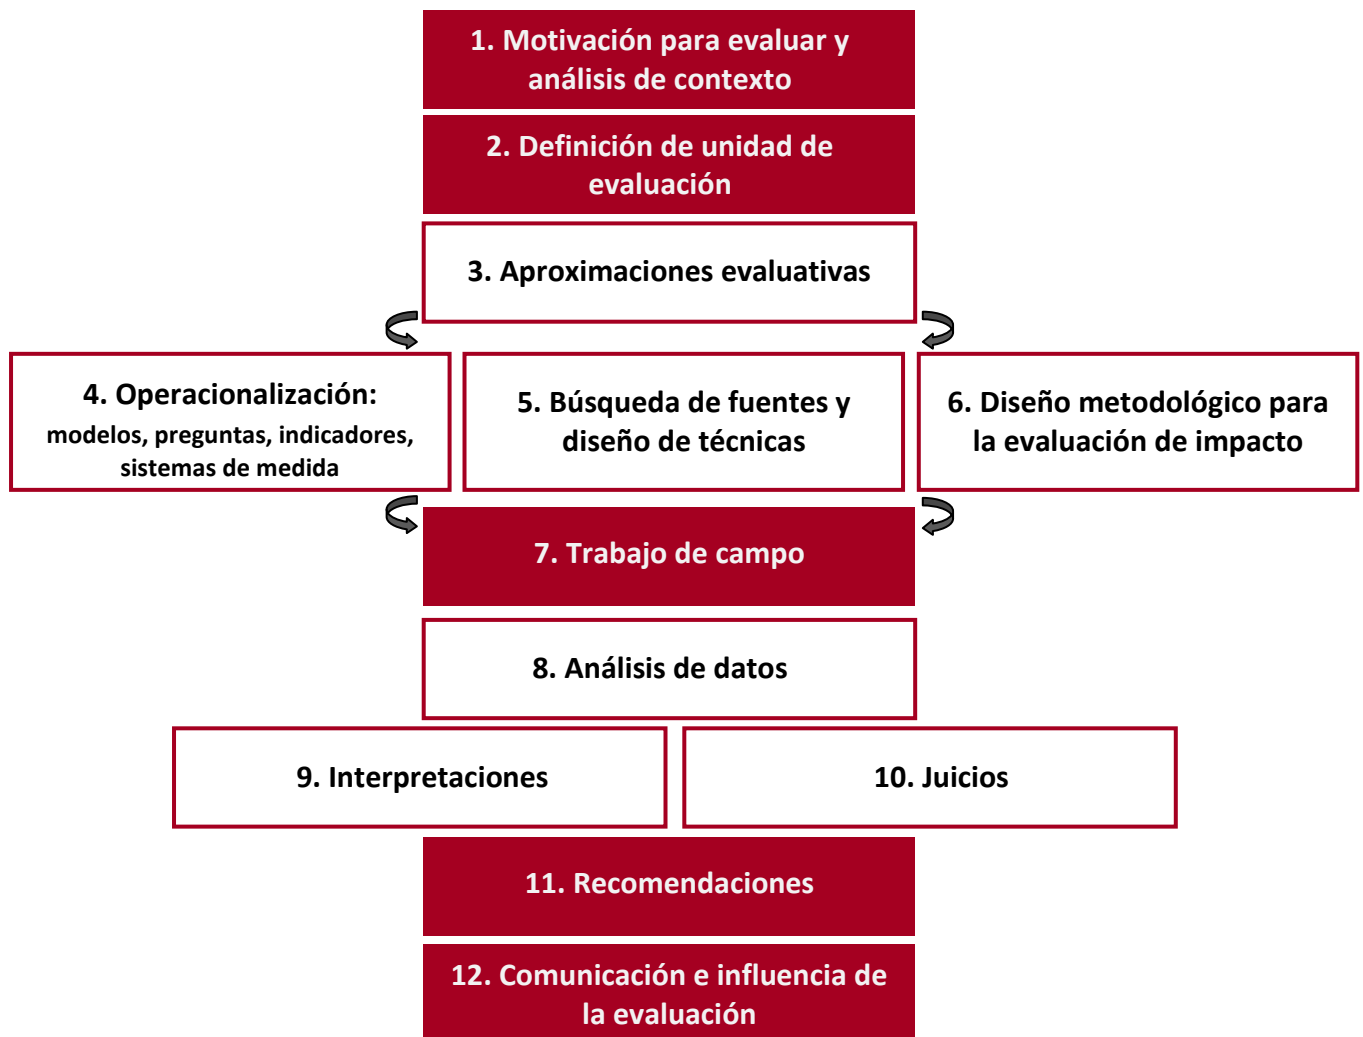 1. Motivación para evaluar y
análisis de contexto
2. Definición de unidad de
evaluación
3. Aproximaciones evaluativas
4. Operacionalización:
modelos, preguntas, indicadores,
sistemas de medida
5. Búsqueda de fuentes y
diseño de técnicas
6. Diseño metodológico para
la evaluación de impacto
7. Trabajo de campo
8. Análisis de datos
9. Interpretaciones
10. Juicios
11. Recomendaciones
12. Comunicación e influencia de
la evaluación